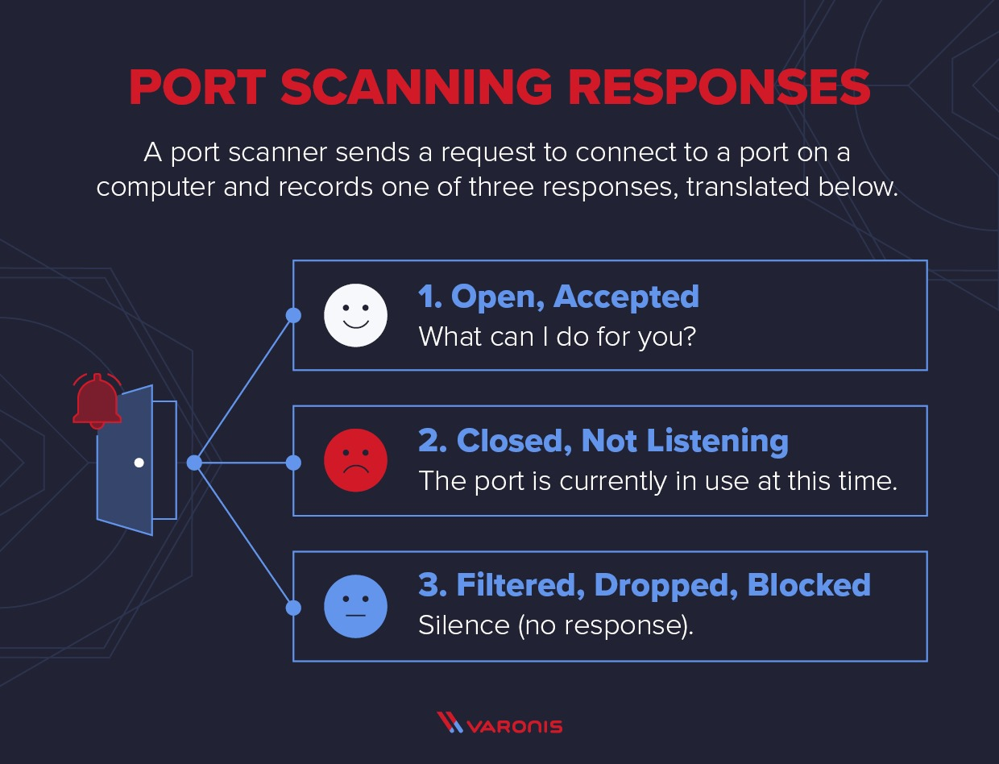 PORT SCANNING RESPONSES
A port scanner sends a request to connect to a port on a
computer and records one of three responses, translated below.
1. Open, Accepted
What can I do for you?
2. Closed, Not Listening
The port is currently in use at this time.
3. Filtered, Dropped, Blocked
Silence (no response).
VARONIS